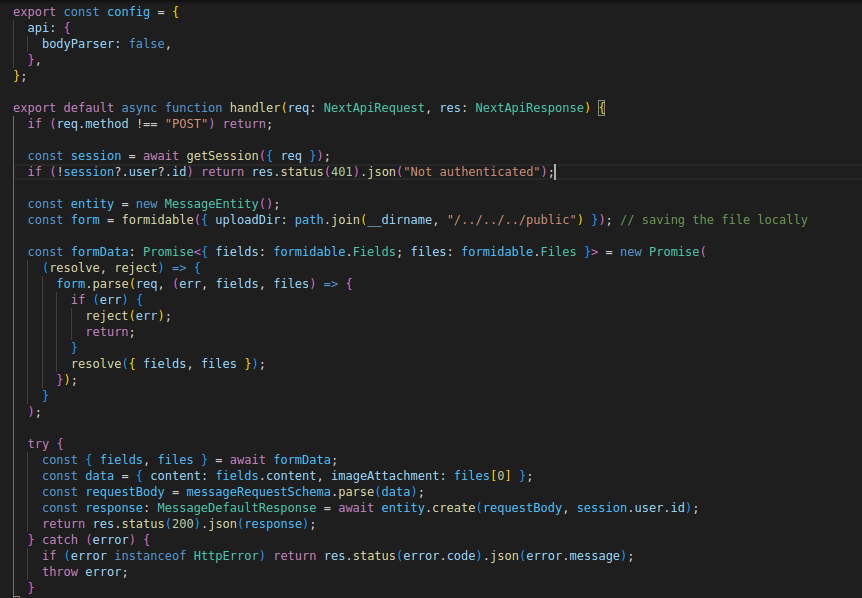 export const config = {
  api: {
    bodyParser: false,
  },
};

export default async function handler(req: NextApiRequest, res: NextApiResponse) {
  if (req.method !== "POST") return;

  const session = await getSession({ req });
  if (!session?.user?.id) return res.status(401).json("Not authenticated");

  const entity = new MessageEntity();
  const form = formidable({ uploadDir: path.join(__dirname, "/../../../public") }); // saving the file locally

  const formData: Promise<{ fields: formidable.Fields; files: formidable.Files }> = new Promise(
    (resolve, reject) => {
      form.parse(req, (err, fields, files) => {
        if (err) {
          reject(err);
          return;
        }
        resolve({ fields, files });
      });
    }
  );

  try {
    const { fields, files } = await formData;
    const data = { content: fields.content, imageAttachment: files[0] };
    const requestBody = messageRequestSchema.parse(data);
    const response: MessageDefaultResponse = await entity.create(requestBody, session.user.id);
    return res.status(200).json(response);
  } catch (error) {
    if (error instanceof HttpError) return res.status(error.code).json(error.message);
    throw error;
  }